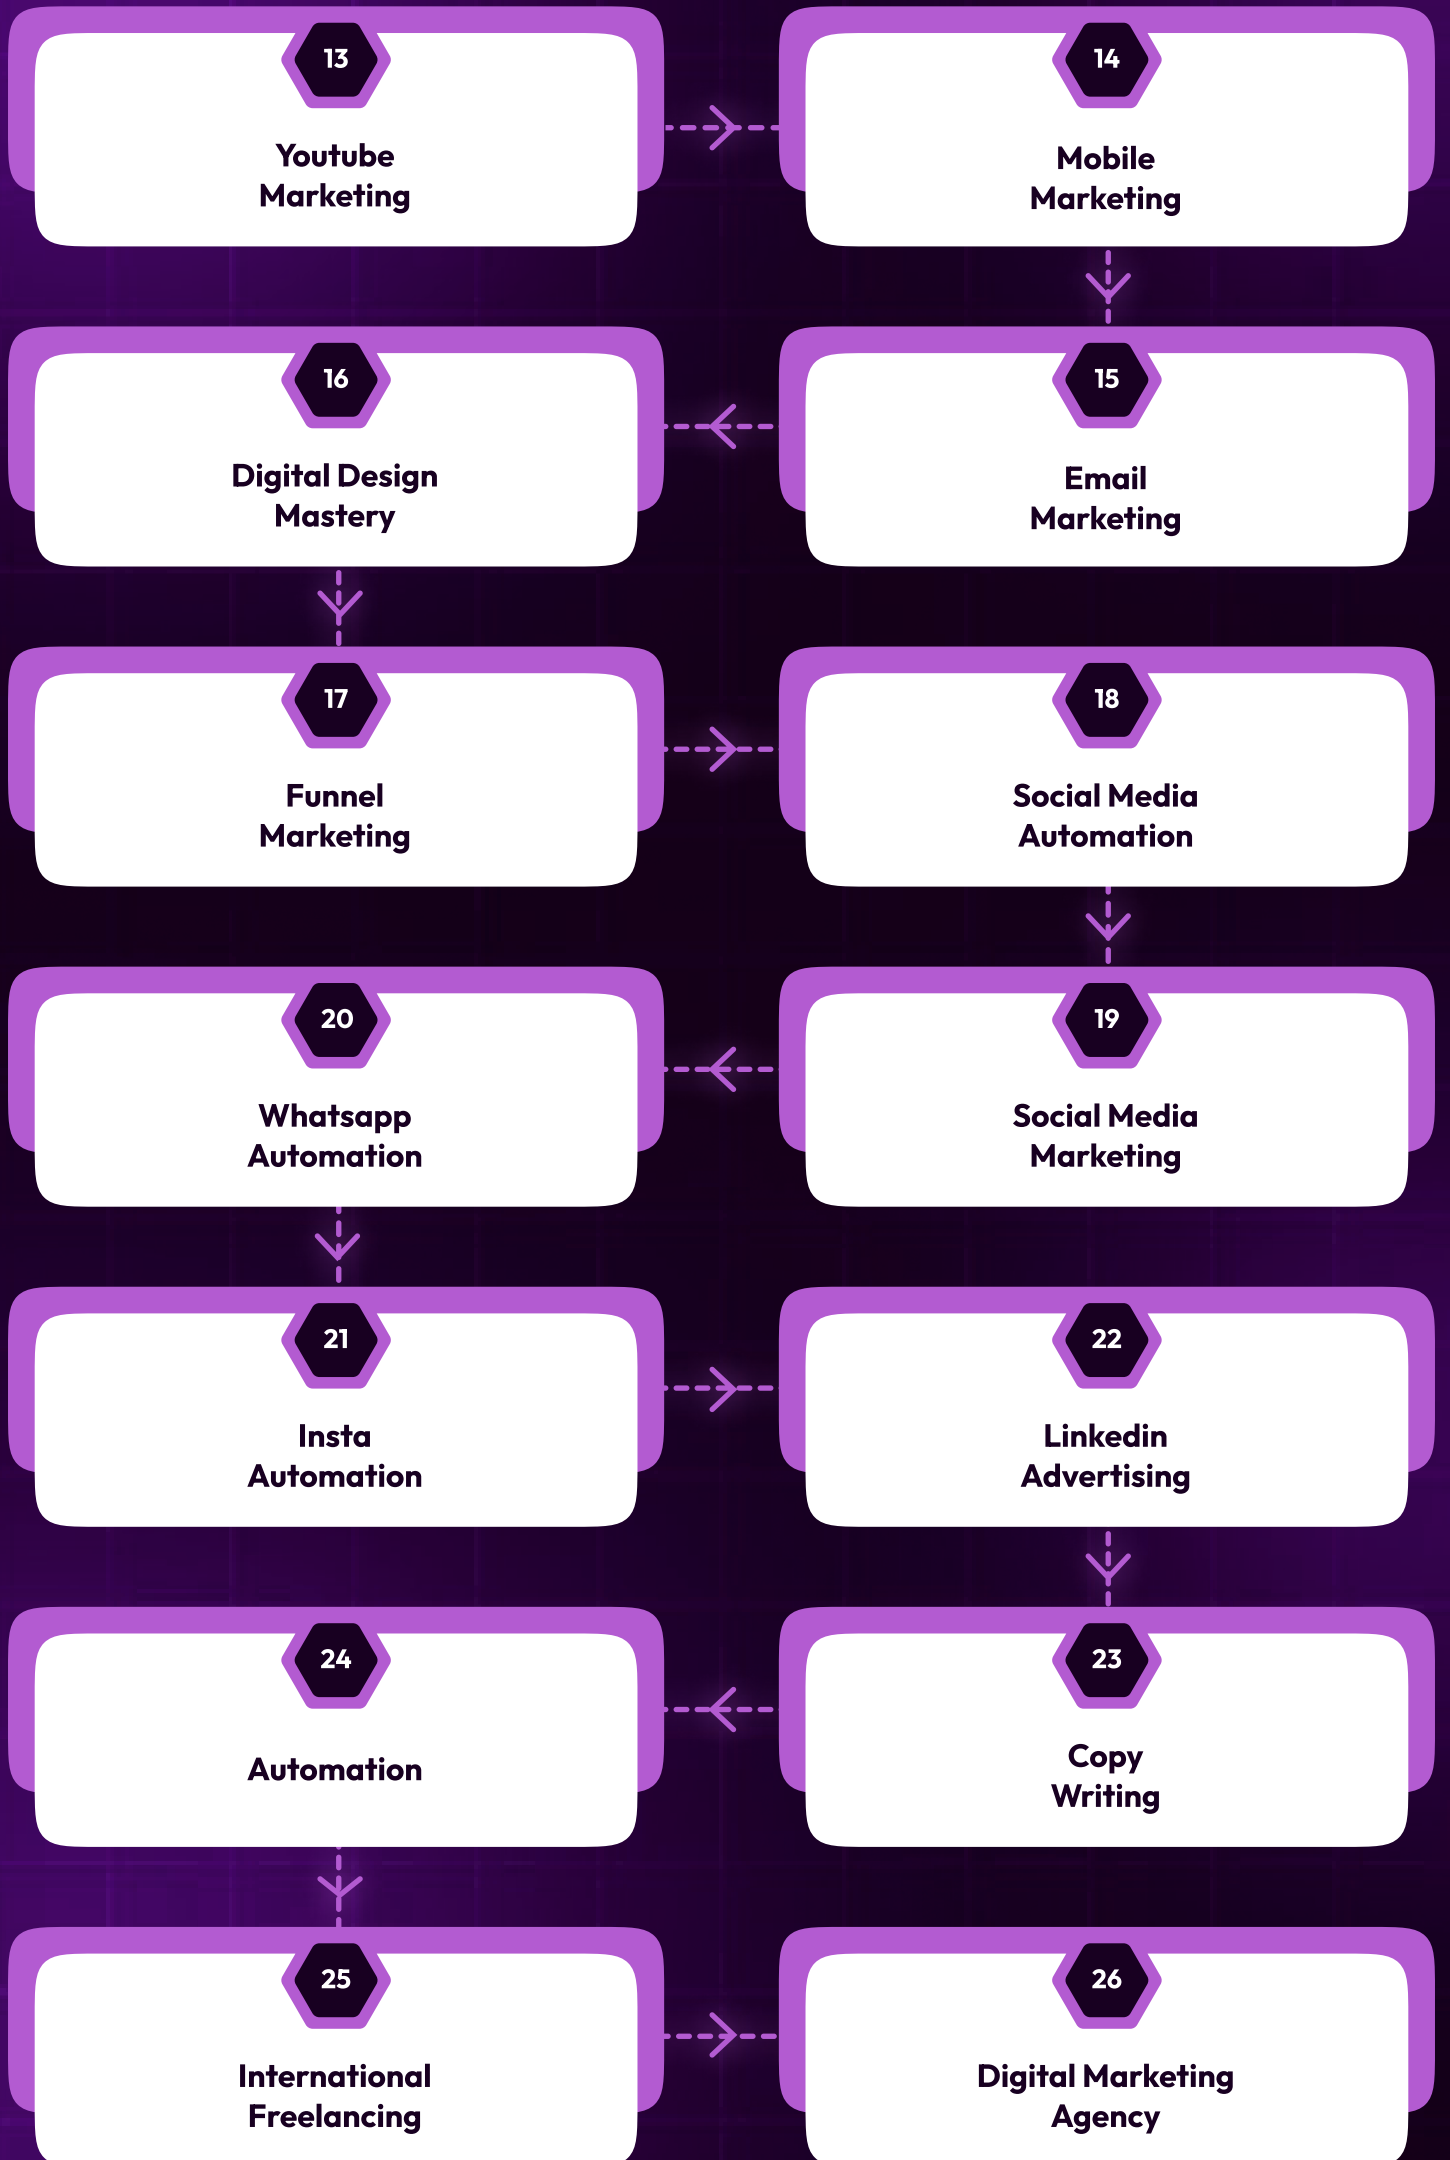 13
Youtube
Marketing
14
Mobile
Marketing
15
Email
Marketing
16
Digital Design
Mastery
17
Funnel
Marketing
18
Social Media
Automation
19
Social Media
Marketing
20
Whatsapp
Automation
21
Insta
Automation
22
Linkedin
Advertising
23
Copy
Writing
24
Automation
25
International
Freelancing
26
Digital Marketing
Agency